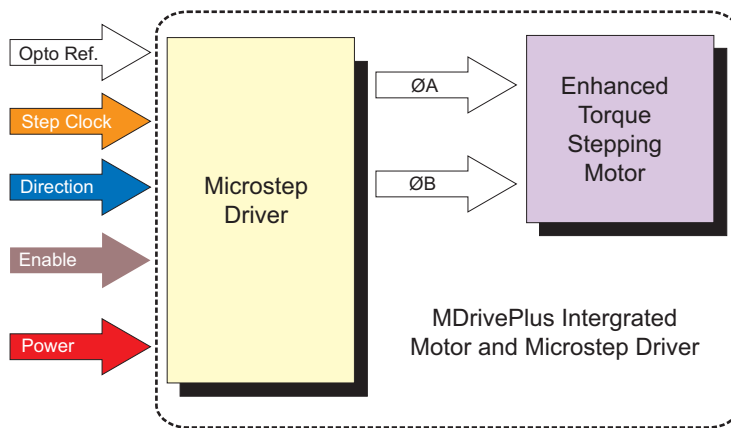 Opto Ref.
Step Clock
Direction
Enable
Power
Microstep
Driver
ØA
ØB
Enhanced
Torque
Stepping
Motor
MDrivePlus Intergrated
Motor and Microstep Driver